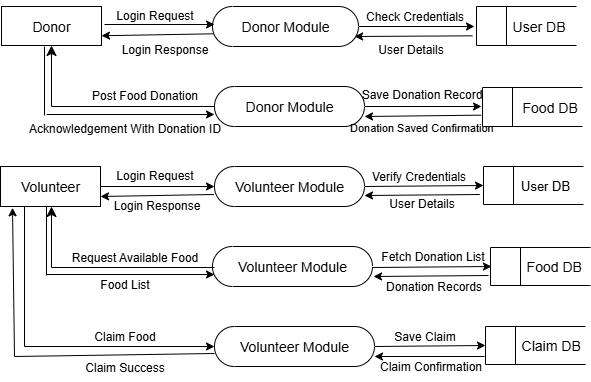 Donor
Login Request
Login Response
Donor Module
Check Credentials
User Details
User DB
Post Food Donation
Acknowledgement With Donation ID
Donor Module
Save Donation Record
Donation Saved Confirmation
Food DB
Volunteer
Login Request
Login Response
Volunteer Module
Verify Credentials
User Details
User DB
Request Available Food
Food List
Volunteer Module
Fetch Donation List
Donation Records
Food DB
Claim Food
Claim Success
Volunteer Module
Save Claim
Claim Confirmation
Claim DB